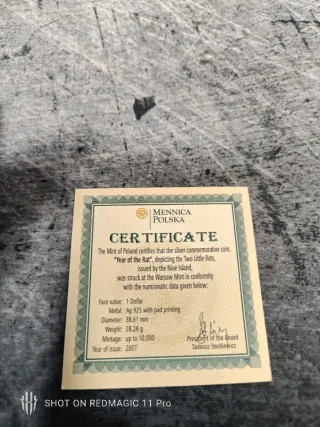 MENNICA
POLSKA
CERTIFICATE
The Mint of Poland certifies that the silver commemorative coin,
"Year of the Rat", depicting the Two Little Rats,
issued by the Niue Island,
was struck at the Warsaw Mint in conformity
with the numismatic data given below:
Face value: 1 Dollar
Metal: Ag 925 with pad printing
Diameter: 38.61 mm
Weight: 28.28 g
Mintage: up to 10,000
Year of issue: 2007
President of the Board
Tadeusz Steckiewicz
SHOT ON REDMAGIC 11 Pro